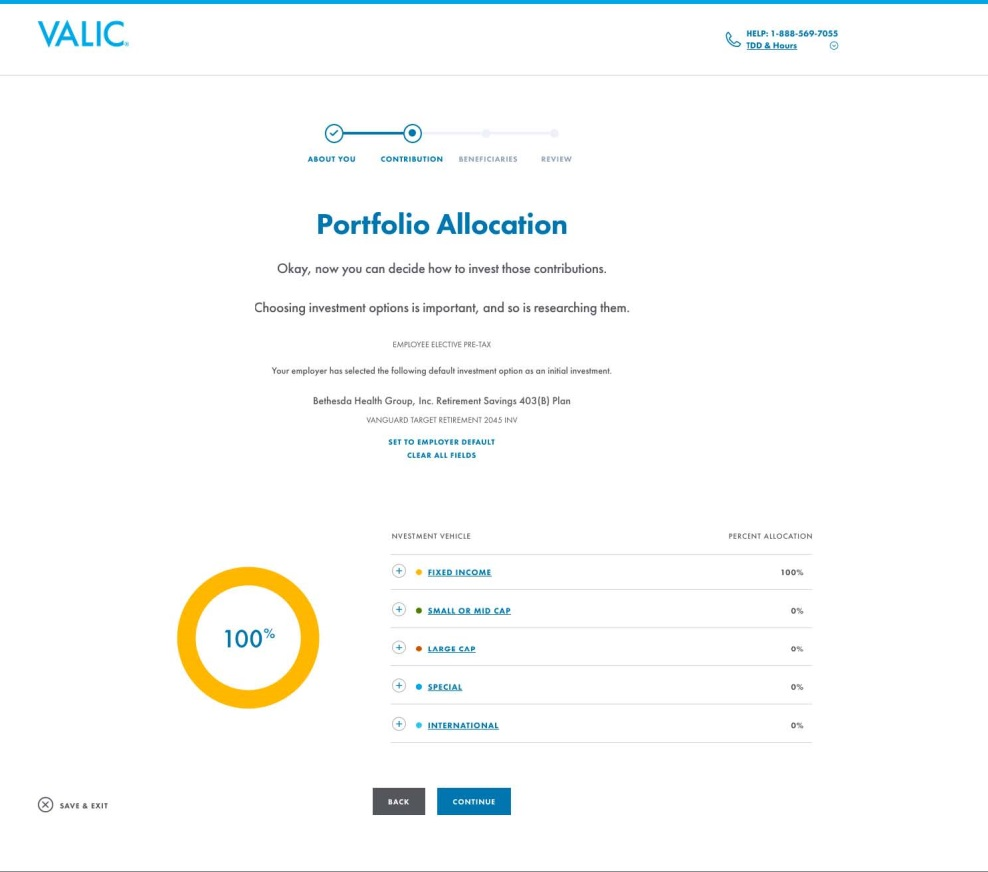 VALIC®
HELP: 1-888-569-7055
TDD & Hours
ABOUT YOU
CONTRIBUTION
BENEFICIARIES
REVIEW
Portfolio Allocation
Okay, now you can decide how to invest those contributions.
Choosing investment options is important, and so is researching them.
EMPLOYEE ELECTIVE PRE-TAX
Your employer has selected the following default investment option as an initial investment.
Bethesda Health Group, Inc. Retirement Savings 403(B) Plan
VANGUARD TARGET RETIREMENT 2045 INV
SET TO EMPLOYER DEFAULT
CLEAR ALL FIELDS
NVESTMENT VEHICLE PERCENT ALLOCATION
FIXED INCOME 100%
SMALL OR MID CAP 0%
LARGE CAP 0%
SPECIAL 0%
INTERNATIONAL 0%
100%
SAVE & EXIT
BACK
CONTINUE